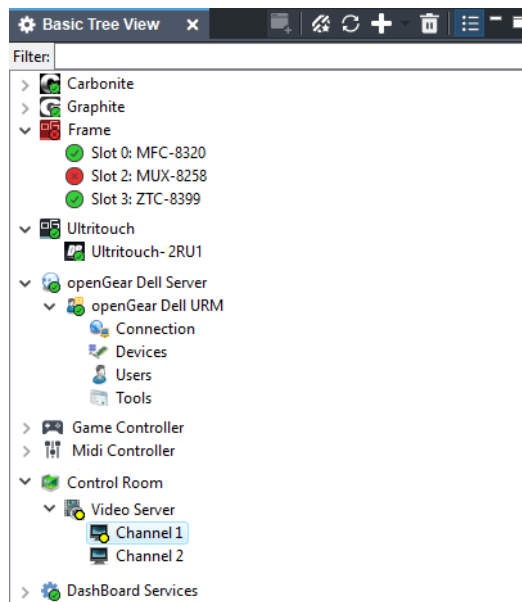 Basic Tree View
Filter:
Carbonite
Graphite
Frame
Slot 0: MFC-8320
Slot 2: MUX-8258
Slot 3: ZTC-8399
Ultritouch
Ultritouch- 2RU1
openGear Dell Server
openGear Dell URM
Connection
Devices
Users
Tools
Game Controller
Midi Controller
Control Room
Video Server
Channel 1
Channel 2
DashBoard Services